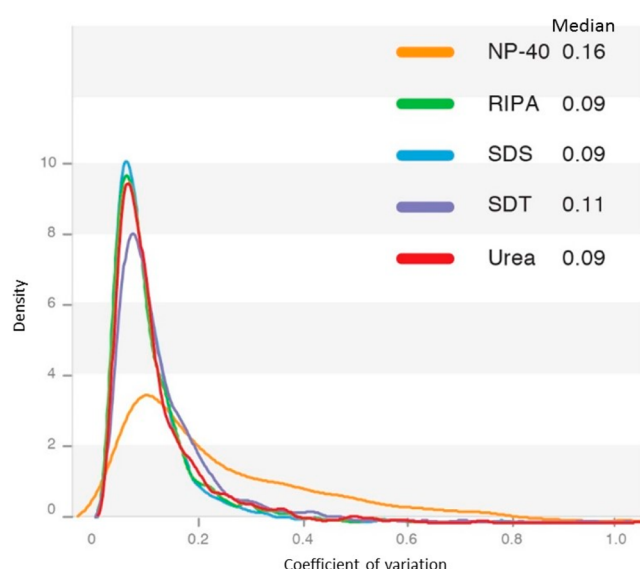 Median
NP-40 0.16
RIPA 0.09
SDS 0.09
SDT 0.11
Urea 0.09
10
8
6
4
2
0
Density
0 0.2 0.4 0.6 0.8 1.0
Coefficient of variation